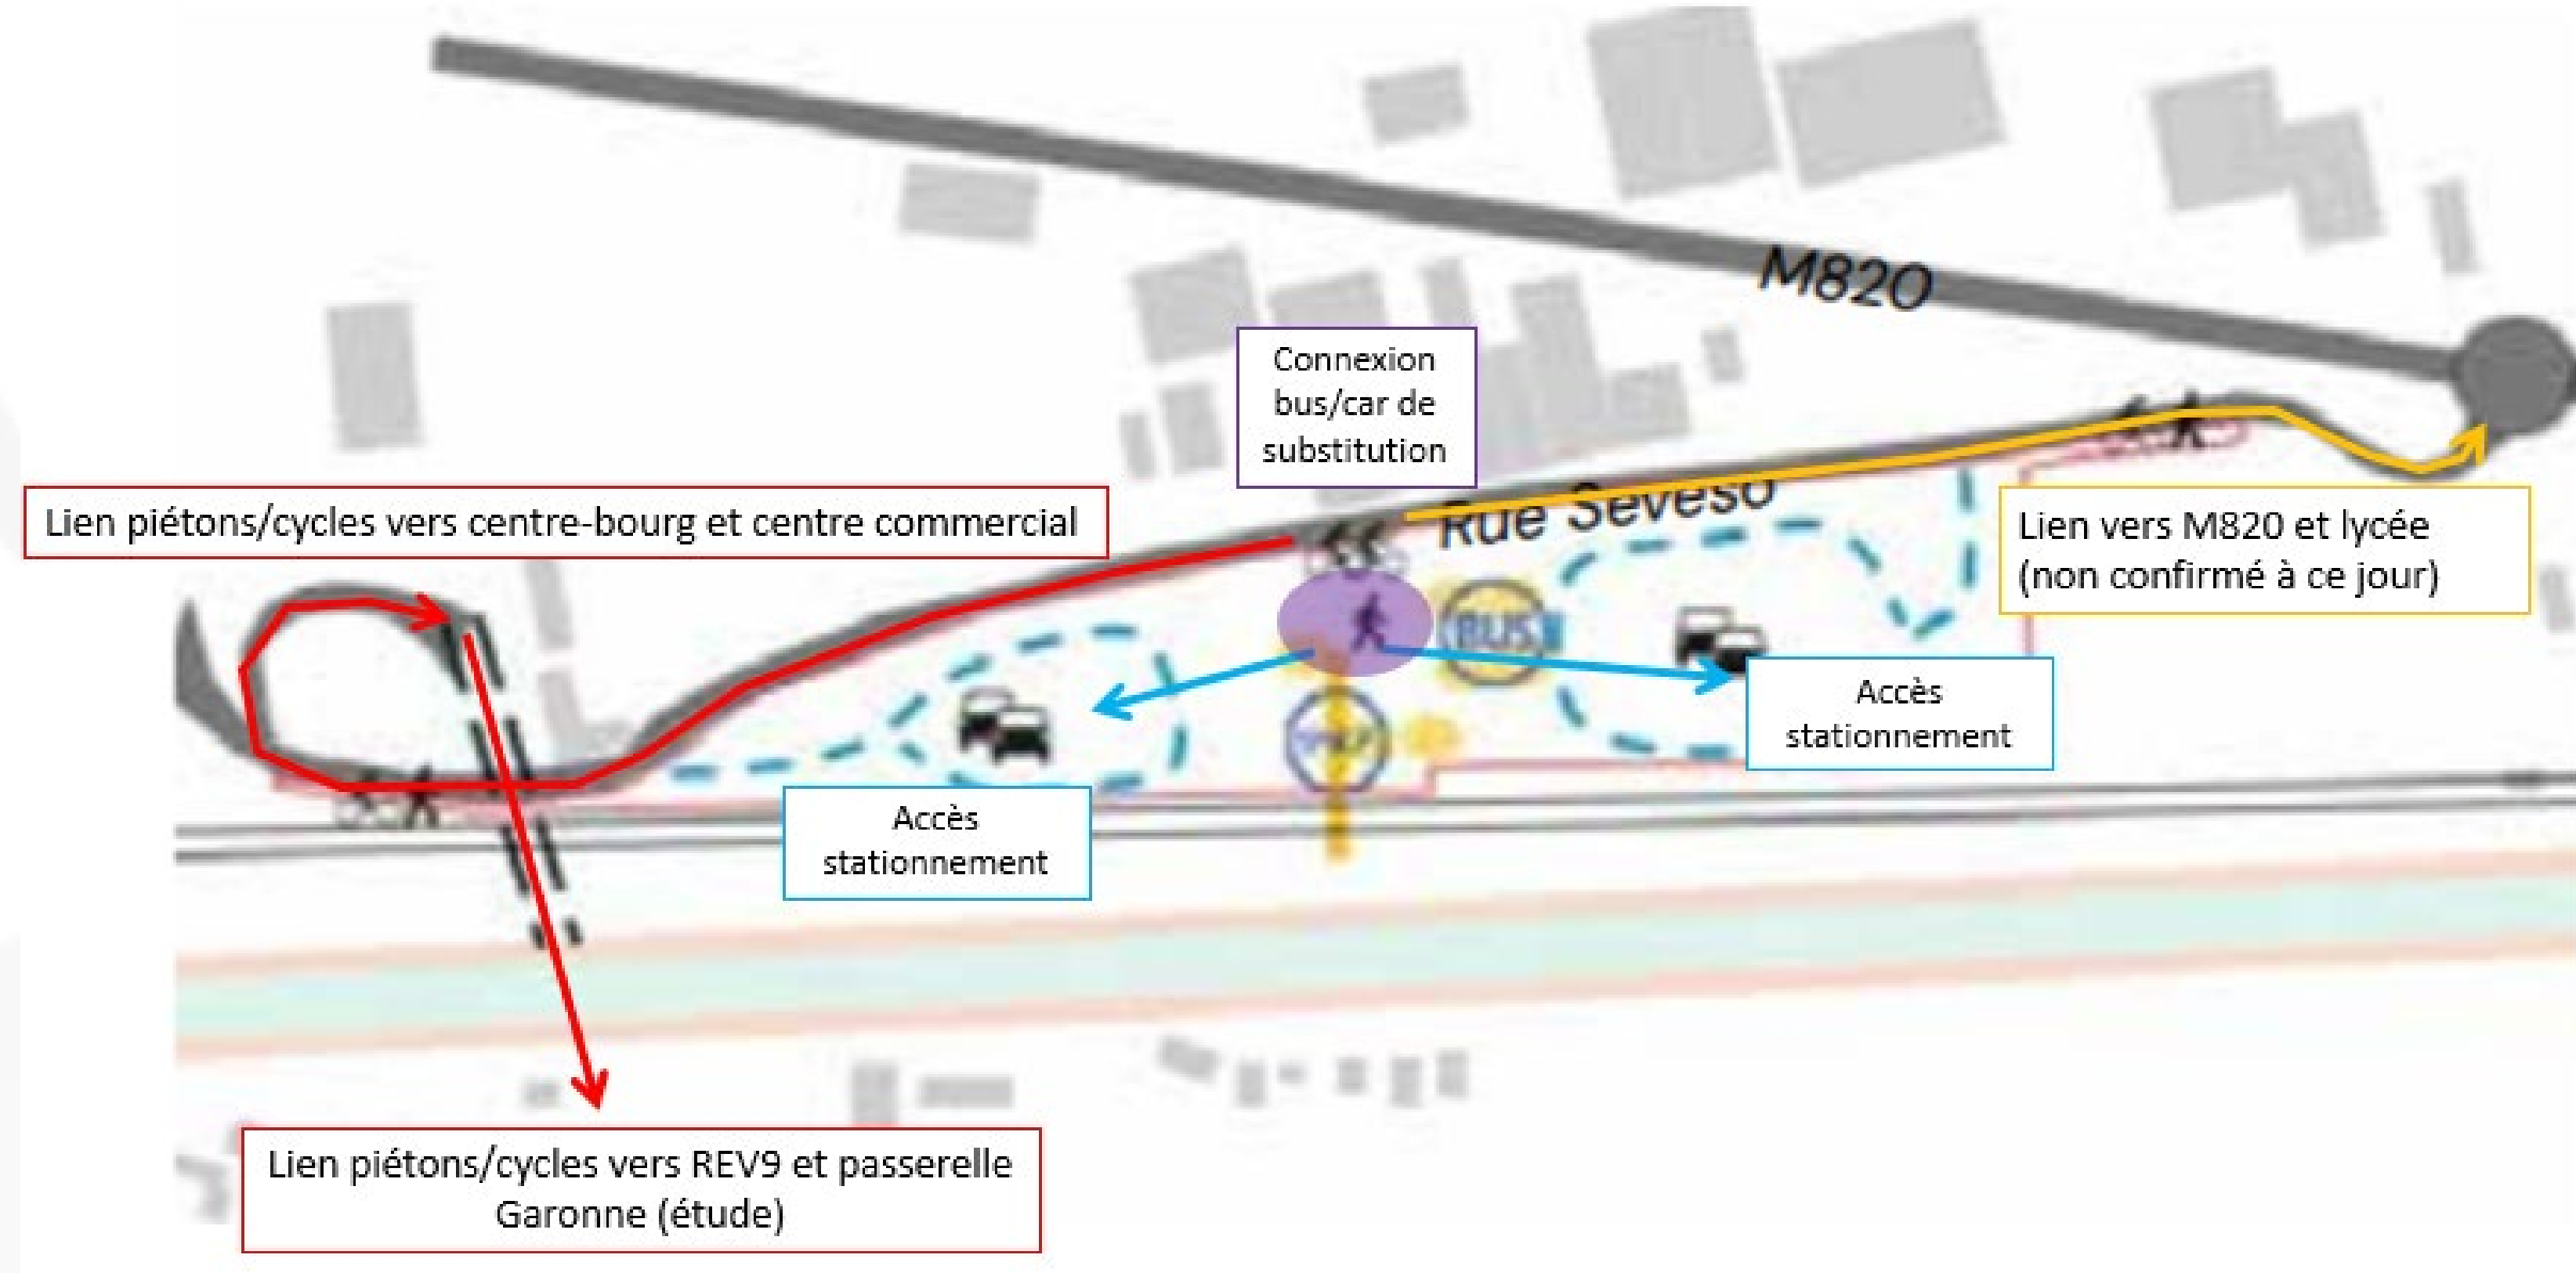 M820
Connexion
bus/car de
substitution
Lien piétons/cycles vers centre-bourg et centre commercial
Rue Seveso
Lien vers M820 et lycée
(non confirmé à ce jour)
BUS
Accès
stationnement
Accès
stationnement
Lien piétons/cycles vers REV9 et passerelle
Garonne (étude)